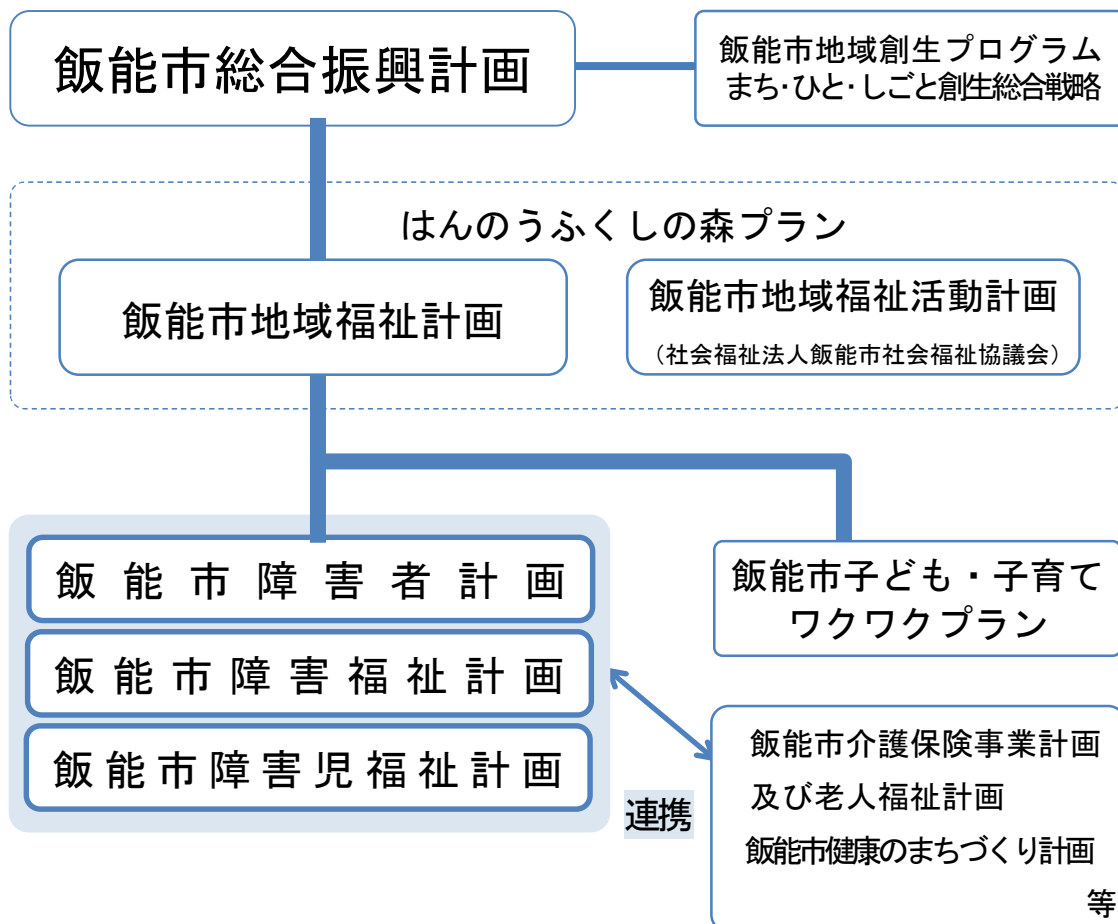 飯能市総合振興計画
飯能市地域創生プログラム
まち・ひと・しごと創生総合戦略
はんのうふくしの森プラン
飯能市地域福祉計画
飯能市地域福祉活動計画
（社会福祉法人飯能市社会福祉協議会）
飯能市障害者計画
飯能市障害福祉計画
飯能市障害児福祉計画
飯能市子ども・子育て
ワクワクプラン
連携
飯能市介護保険事業計画
及び老人福祉計画
飯能市健康のまちづくり計画
等